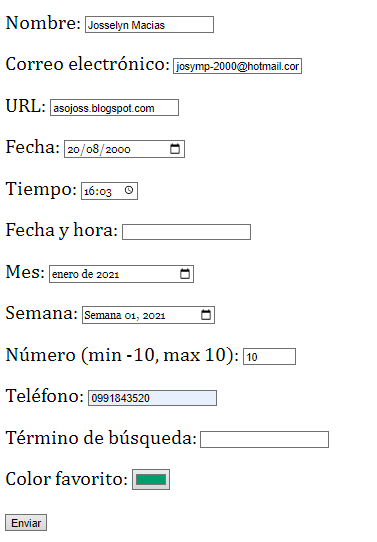 Nombre: Josselyn Macias
Correo electrónico: josymp-2000@hotmail.cor
URL: asojoss.blogspot.com
Fecha: 20/08/2000
Tiempo: 16:03
Fecha y hora:
Mes: enero de 2021
Semana: Semana 01, 2021
Número (min -10, max 10): 10
Teléfono: 0991843520
Término de búsqueda:
Color favorito:
Enviar